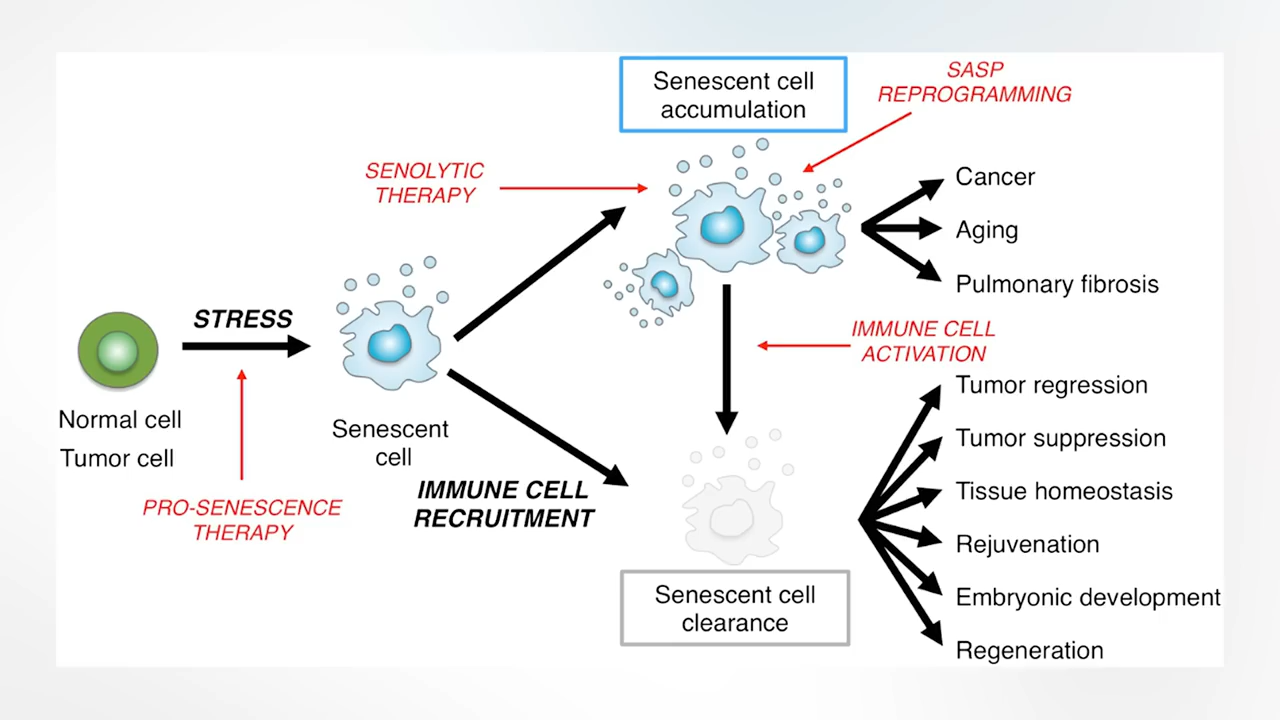 Senescent cell
accumulation
SASP
REPROGRAMMING
SENOLYTIC
THERAPY
Cancer
Aging
Pulmonary fibrosis
STRESS
IMMUNE CELL
ACTIVATION
Normal cell
Tumor cell
Senescent
cell
PRO-SENESCENCE
THERAPY
IMMUNE CELL
RECRUITMENT
Tumor regression
Tumor suppression
Tissue homeostasis
Rejuvenation
Embryonic development
Regeneration
Senescent cell
clearance